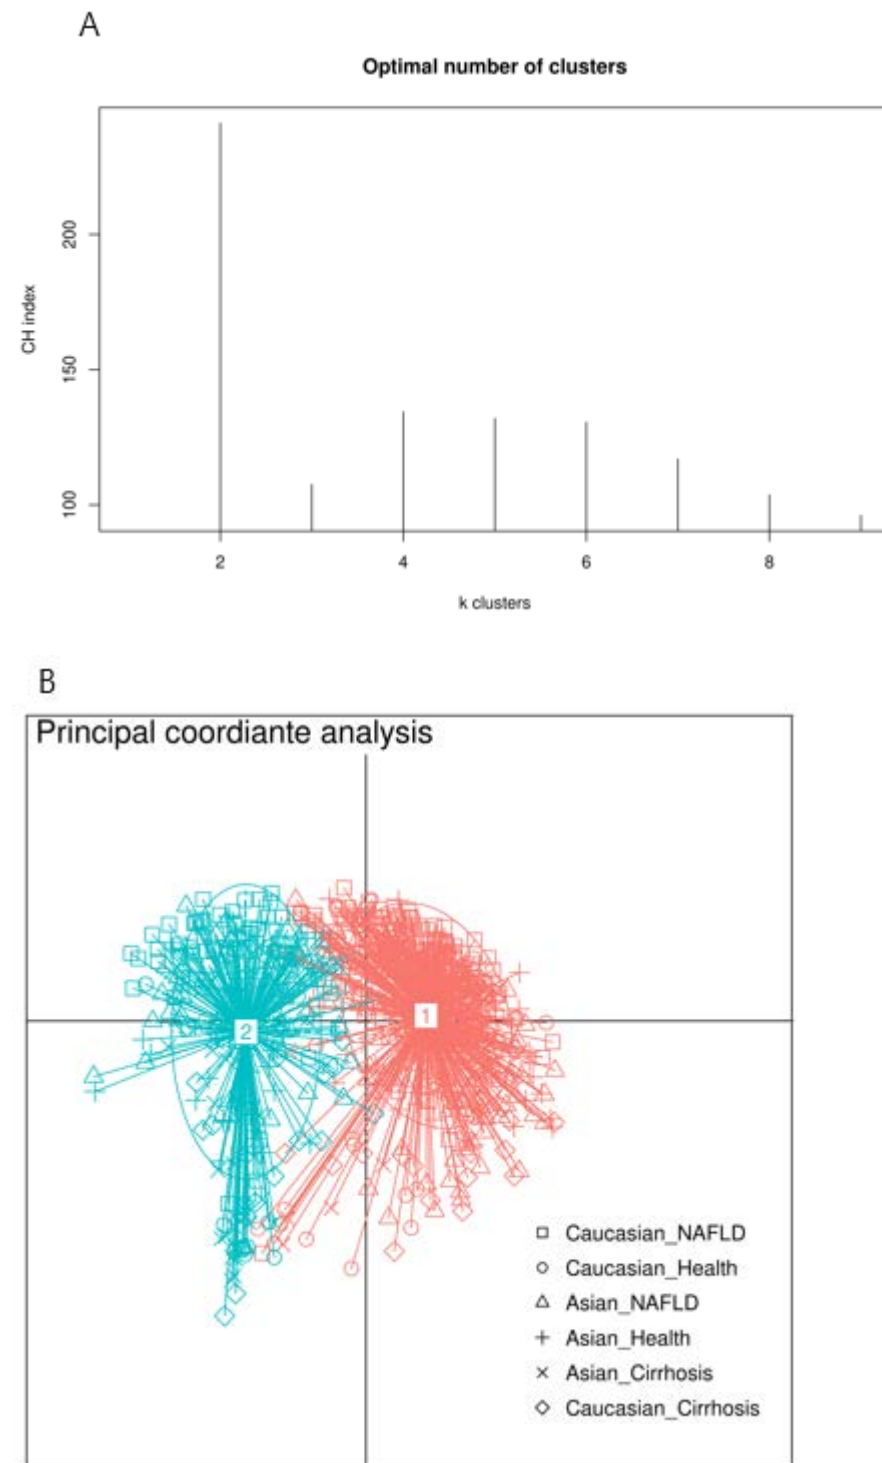 A
Optimal number of clusters
200
150
100
CH index
2
4
6
8
k clusters
B
Principal coordiante analysis
2
1
Caucasian_NAFLD
Caucasian_Health
Asian_NAFLD
Asian_Health
Asian_Cirrhosis
Caucasian_Cirrhosis